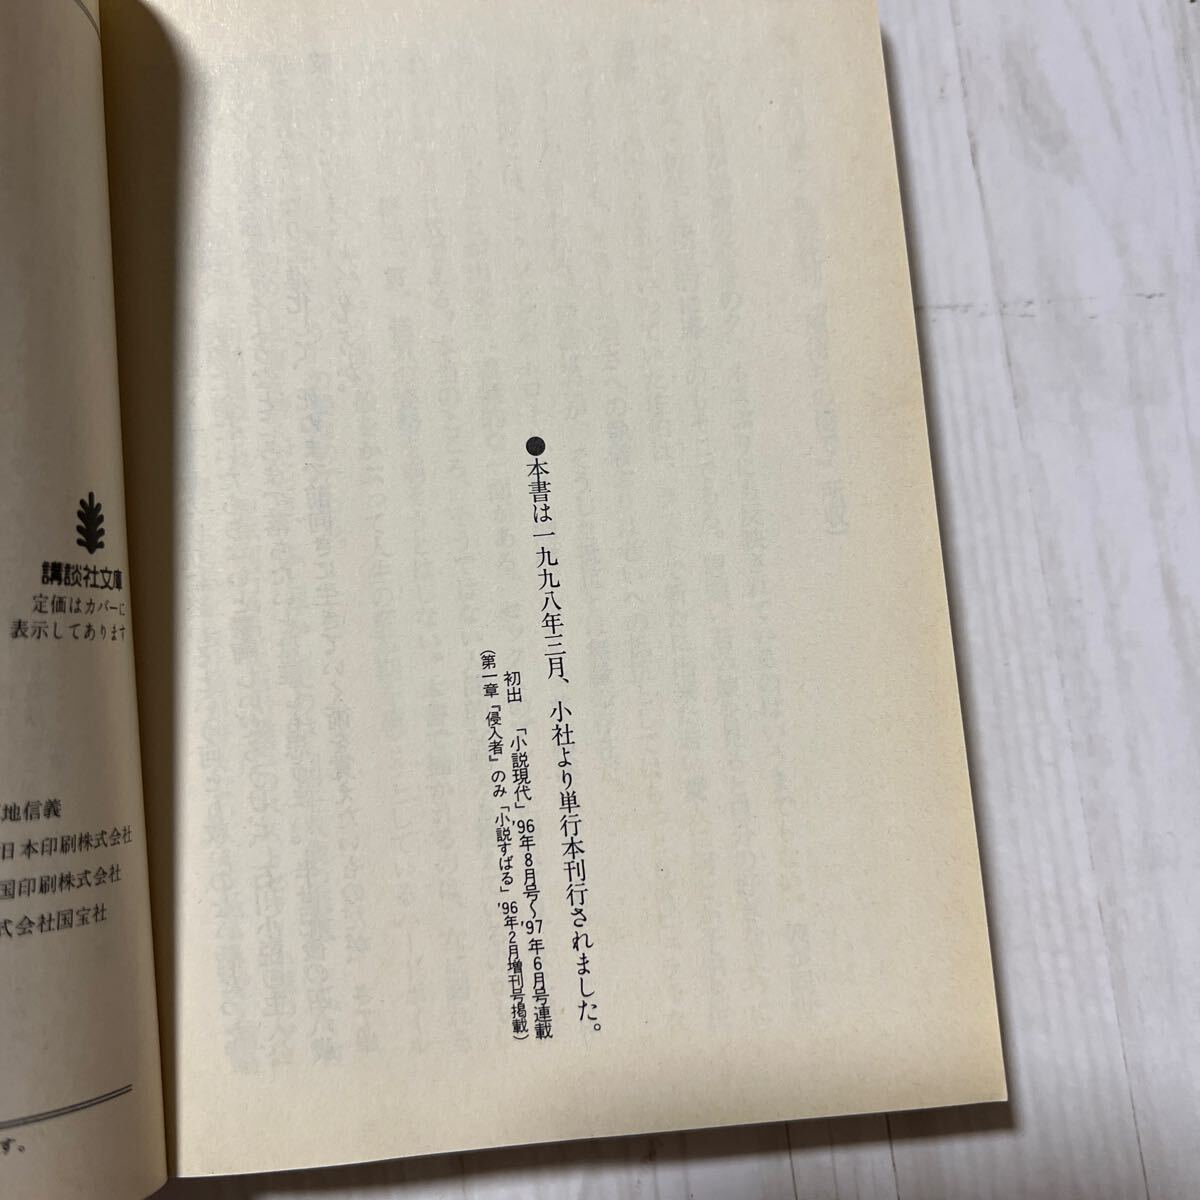 ●本書は一九九八年三月、小社より単行本刊行されました。
初出　「小説現代」'96年8月号〜'97年6月号連載
(第一章『侵入者』のみ「小説すばる」'96年2月増刊号掲載)
講談社文庫
定価はカバーに
表示してあります
地信義
日本印刷株式会社
国印刷株式会社
式会社国宝社
す。